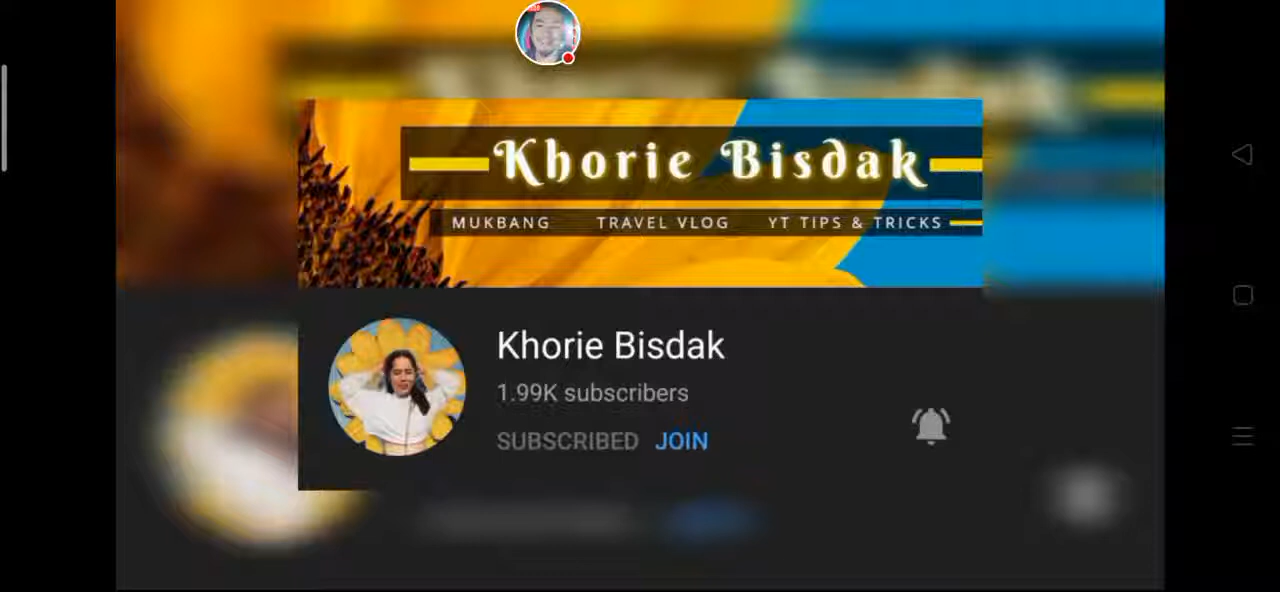 Khorie Bisdak
MUKBANG TRAVEL VLOG YT TIPS & TRICKS
Khorie Bisdak
1.99K subscribers
SUBSCRIBED JOIN